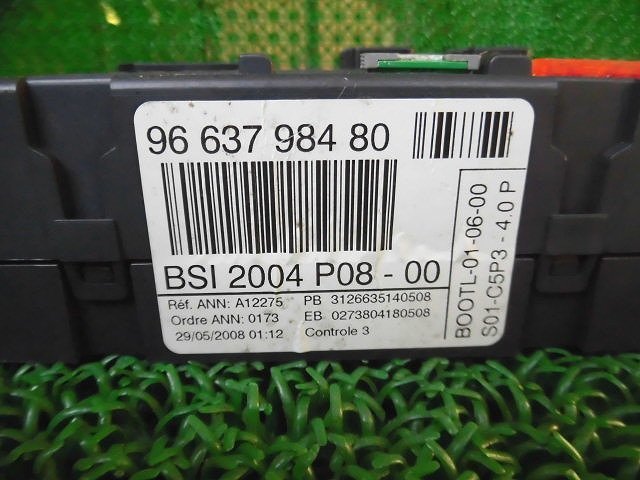 96 637 984 80
BSI 2004 P08 - 00
Réf. ANN: A12275 PB 3126635140508
Ordre ANN: 0173 EB 0273804180508
29/05/2008 01:12 Controle 3
BOOTL-01-06-00
S01-C5P3 - 4.0 P